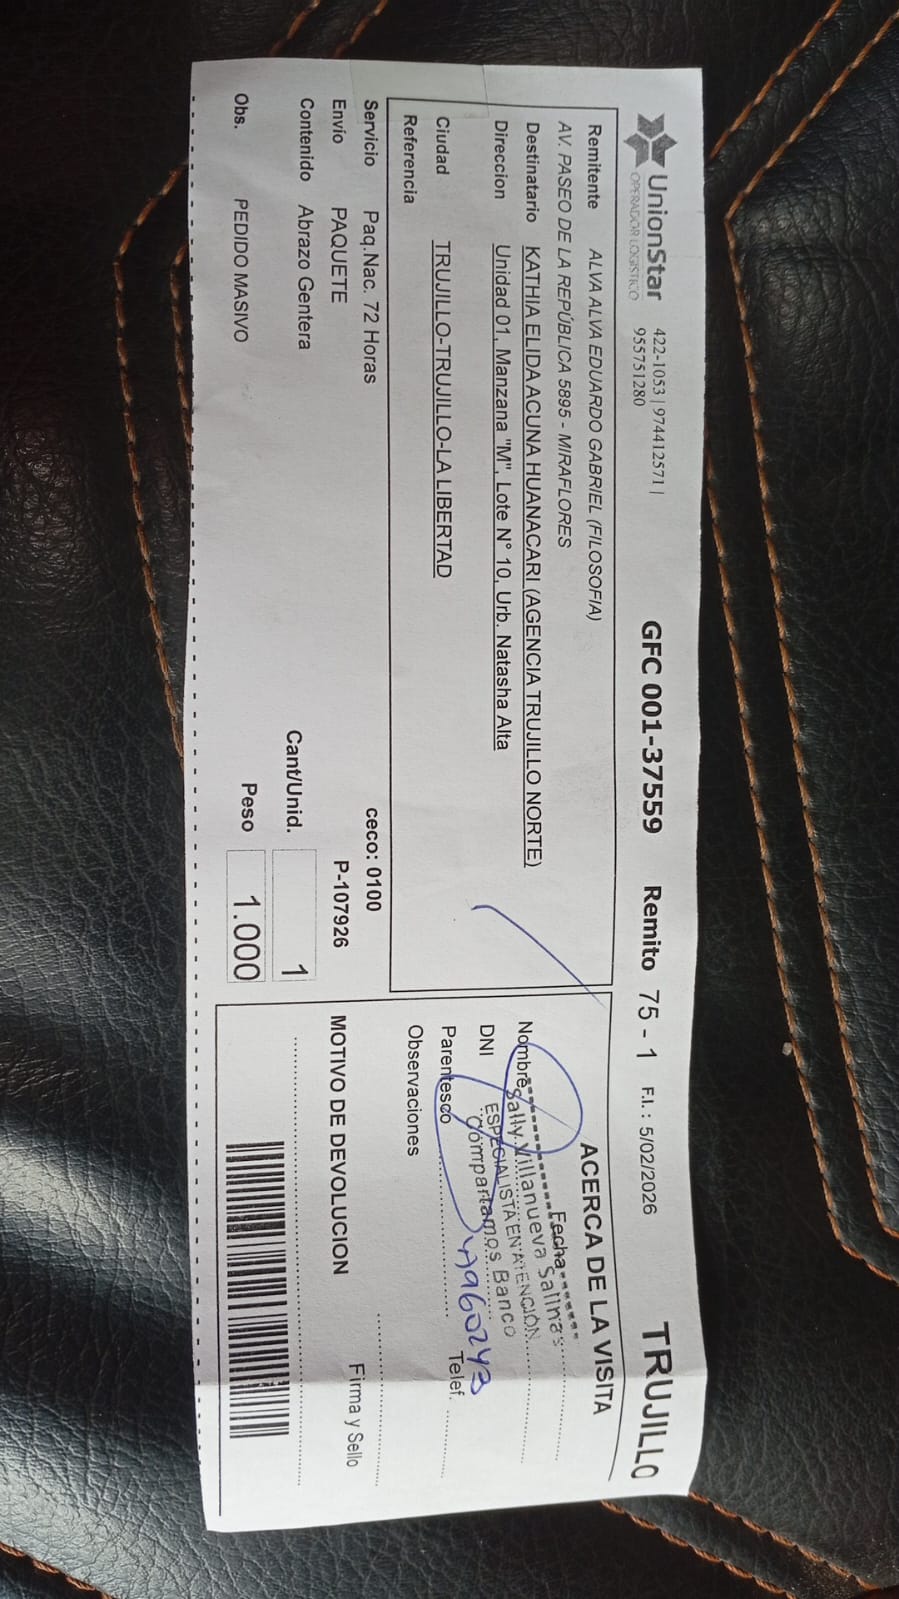 UnionStar
OPERADOR LOGISTICO
422-1053 | 974412571 |
955751280
GFC 001-37559
Remito 75 - 1
F.I.: 5/02/2026
TRUJILLO
Remitente ALVA ALVA EDUARDO GABRIEL (FILOSOFIA)
AV. PASEO DE LA REPÚBLICA 5895 - MIRAFLORES
Destinatario KATHIA ELIDA ACUNA HUANACARI (AGENCIA TRUJILLO NORTE)
Direccion Unidad 01, Manzana "M", Lote N° 10, Urb. Natasha Alta
Ciudad TRUJILLO-TRUJILLO-LA LIBERTAD
Referencia
Servicio Paq.Nac. 72 Horas
ceco: 0100
Envio PAQUETE
P-107926
Contenido Abrazo Gentera
Cant/Unid. 1
Obs. PEDIDO MASIVO
Peso 1.000
ACERCA DE LA VISITA
Fecha
Nombre
Sally Villanueva Salinas
DNI
ESPECIALISTA EN ATENCIÓN
Compartamos Banco
Parentesco
Telef.
Observaciones
MOTIVO DE DEVOLUCION
Firma y Sello